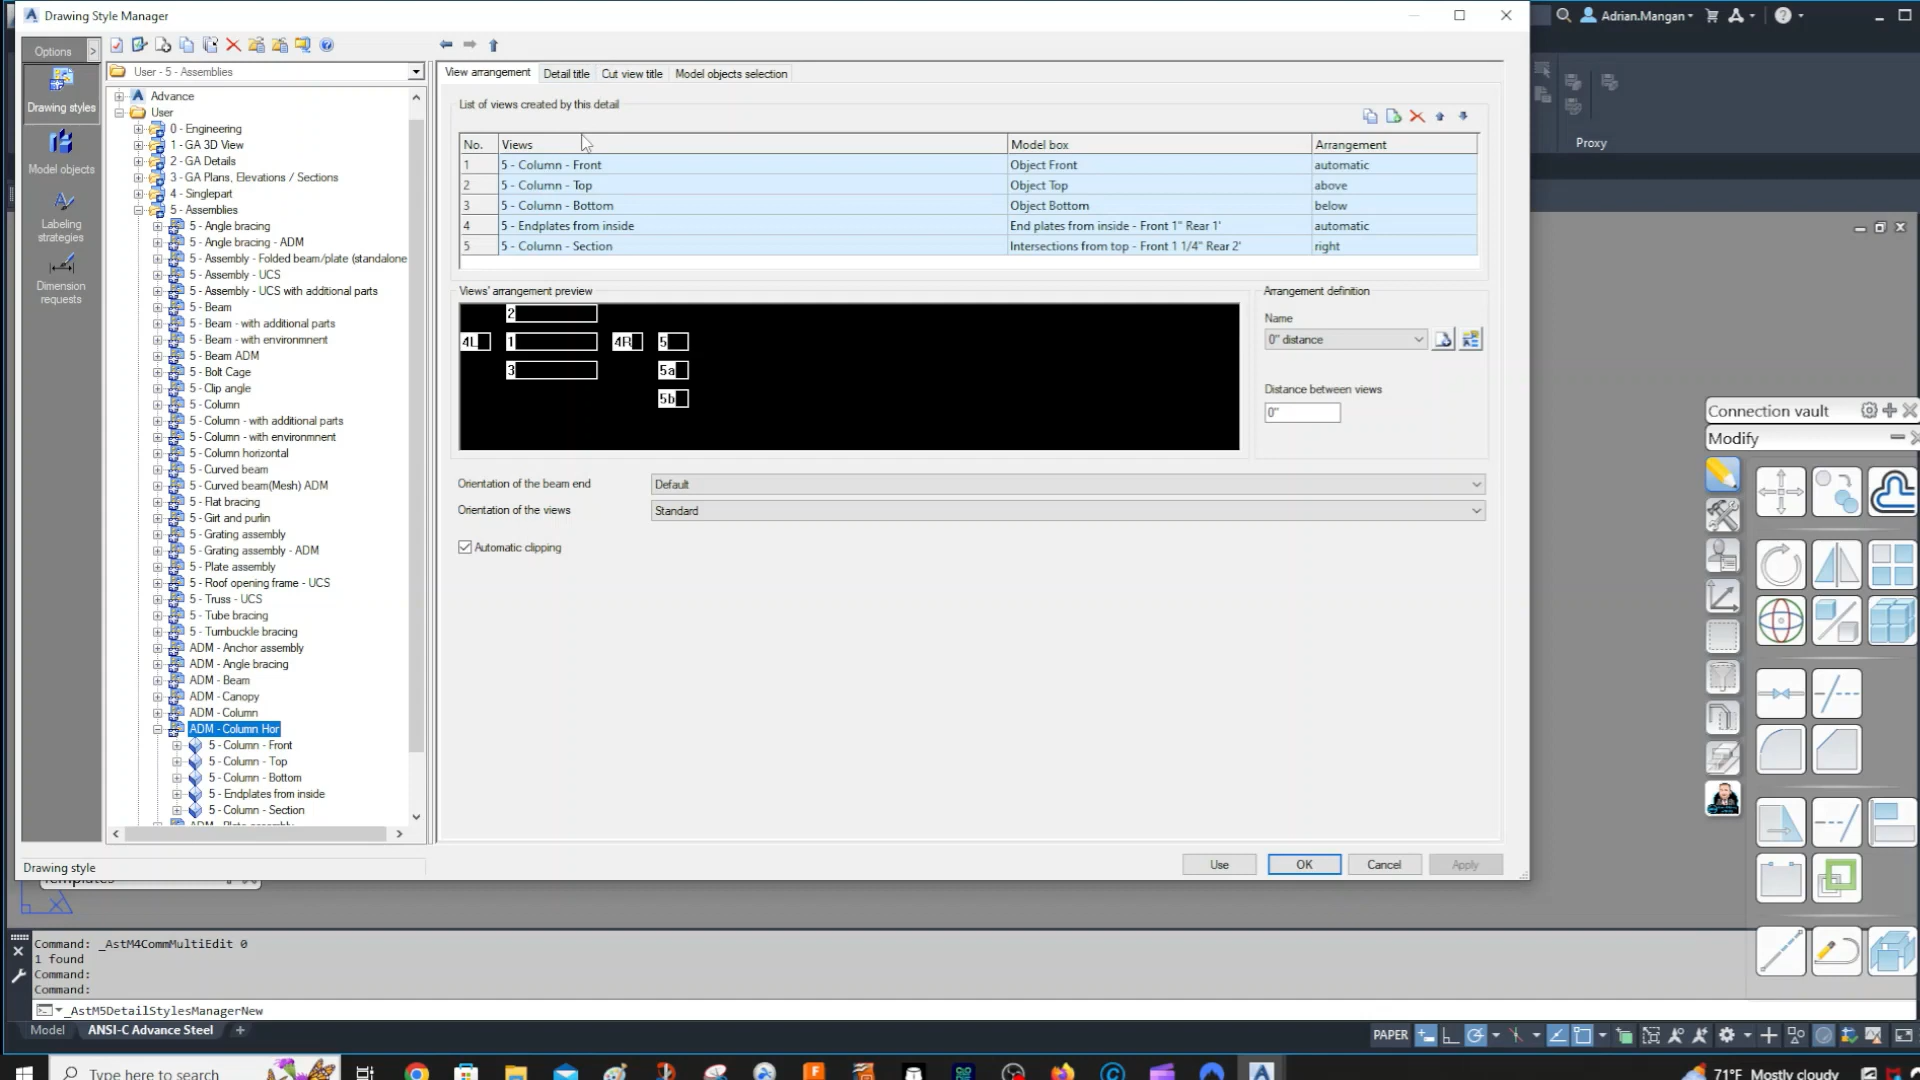 Drawing Style Manager
Adrian.Mangan
Options
>
User - 5 - Assemblies
View arrangement
Detail title
Cut view title
Model objects selection
Drawing styles
Model objects
Labeling strategies
Dimension requests
Advance
User
0 - Engineering
1 - GA 3D View
2 - GA Details
3 - GA Plans, Elevations / Sections
4 - Singlepart
5 - Assemblies
5 - Angle bracing
5 - Angle bracing - ADM
5 - Assembly - Folded beam/plate (standalone
5 - Assembly - UCS
5 - Assembly - UCS with additional parts
5 - Beam
5 - Beam - with additional parts
5 - Beam - with environmnent
5 - Beam ADM
5 - Bolt Cage
5 - Clip angle
5 - Column
5 - Column - with additional parts
5 - Column - with environmnent
5 - Column horizontal
5 - Curved beam
5 - Curved beam(Mesh) ADM
5 - Flat bracing
5 - Girt and purlin
5 - Grating assembly
5 - Grating assembly - ADM
5 - Plate assembly
5 - Roof opening frame - UCS
5 - Truss - UCS
5 - Tube bracing
5 - Turnbuckle bracing
ADM - Anchor assembly
ADM - Angle bracing
ADM - Beam
ADM - Canopy
ADM - Column
ADM - Column Hor
5 - Column - Front
5 - Column - Top
5 - Column - Bottom
5 - Endplates from inside
5 - Column - Section
Drawing style
List of views created by this detail
No. Views Model box Arrangement
1 5 - Column - Front Object Front automatic
2 5 - Column - Top Object Top above
3 5 - Column - Bottom Object Bottom below
4 5 - Endplates from inside End plates from inside - Front 1" Rear 1' automatic
5 5 - Column - Section Intersections from top - Front 1 1/4" Rear 2' right
Views' arrangement preview
2
4L 1 4R 5
3 5a
5b
Arrangement definition
Name
0" distance
Distance between views
0"
Orientation of the beam end Default
Orientation of the views Standard
Automatic clipping
Use OK Cancel Apply
Proxy
Connection vault
Modify
Command: _AstM4CommMultiEdit 0
1 found
Command:
Command:
_AstM5DetailStylesManagerNew
Model ANSI-C Advance Steel +
PAPER
Type here to search
71°F Mostly cloudy